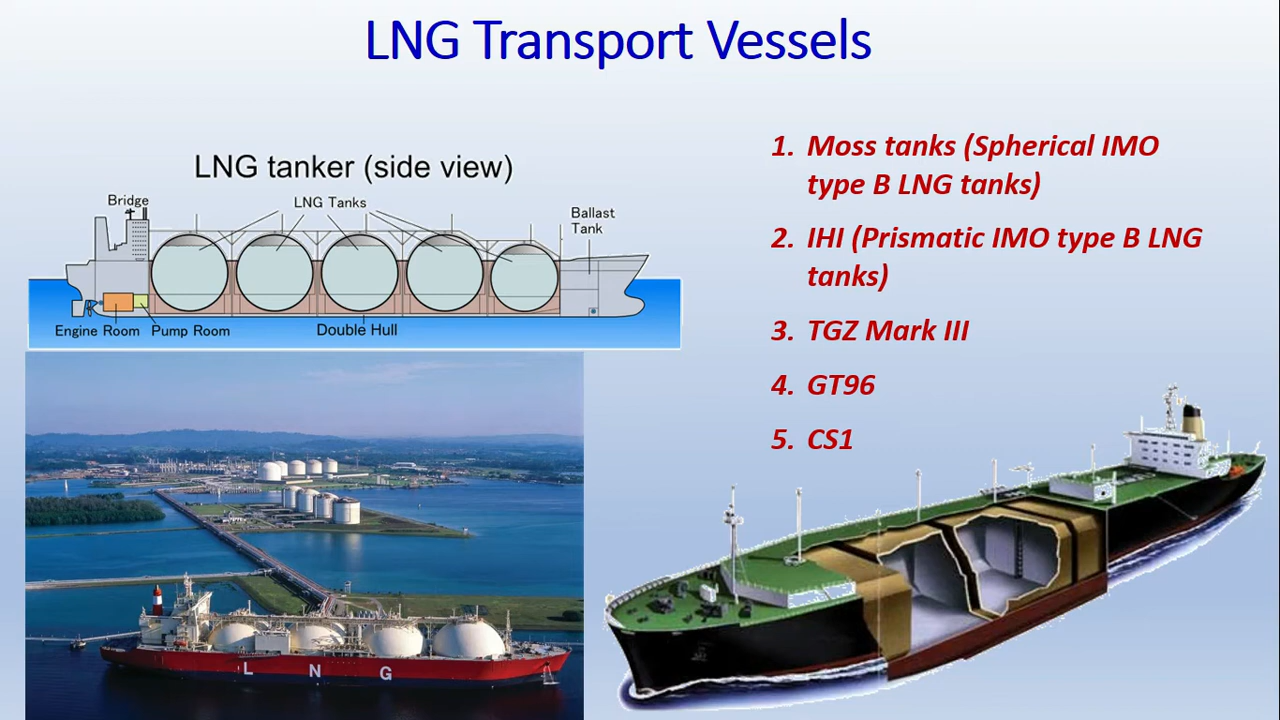 LNG Transport Vessels
LNG tanker (side view)
Bridge
LNG Tanks
Ballast
Tank
Engine Room
Pump Room
Double Hull
1. Moss tanks (Spherical IMO
type B LNG tanks)
2. IHI (Prismatic IMO type B LNG
tanks)
3. TGZ Mark III
4. GT96
5. CS1
L N G